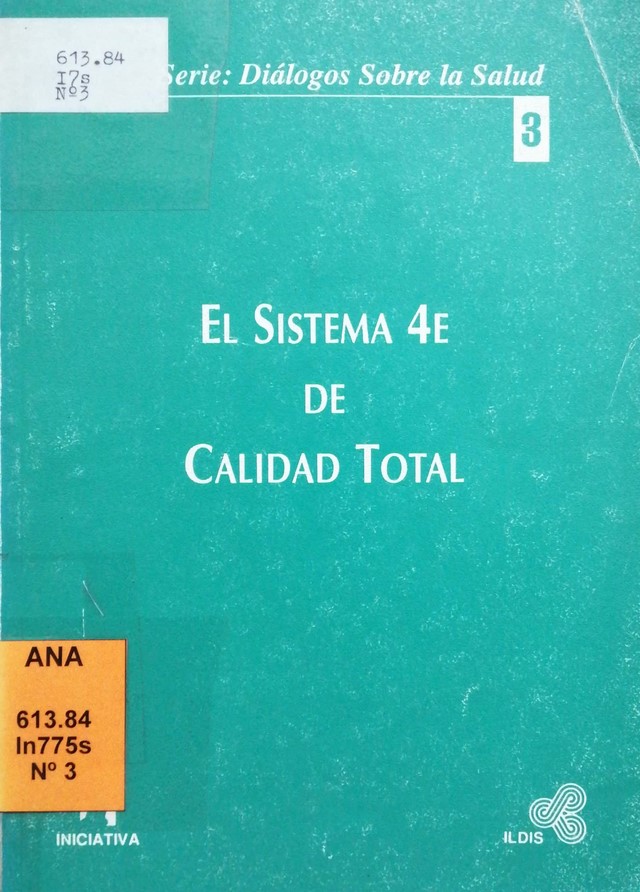 613.84
I7s
Nº3
Serie: Diálogos Sobre la Salud
3
EL SISTEMA 4E
DE
CALIDAD TOTAL
ANA
613.84
In775s
Nº 3
INICIATIVA
ILDIS